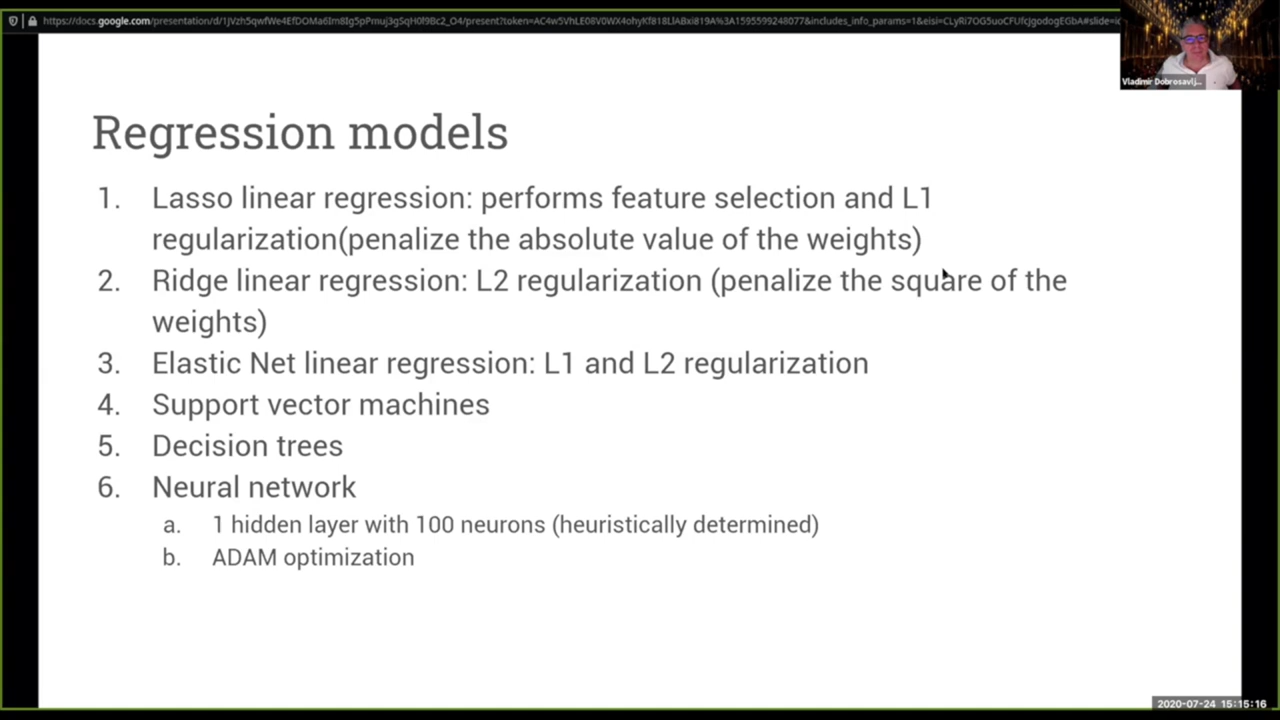 Regression models
1. Lasso linear regression: performs feature selection and L1
regularization(penalize the absolute value of the weights)
2. Ridge linear regression: L2 regularization (penalize the square of the
weights)
3. Elastic Net linear regression: L1 and L2 regularization
4. Support vector machines
5. Decision trees
6. Neural network
a. 1 hidden layer with 100 neurons (heuristically determined)
b. ADAM optimization
Vladimir Dobrosavlj...
2020-07-24 15:15:16